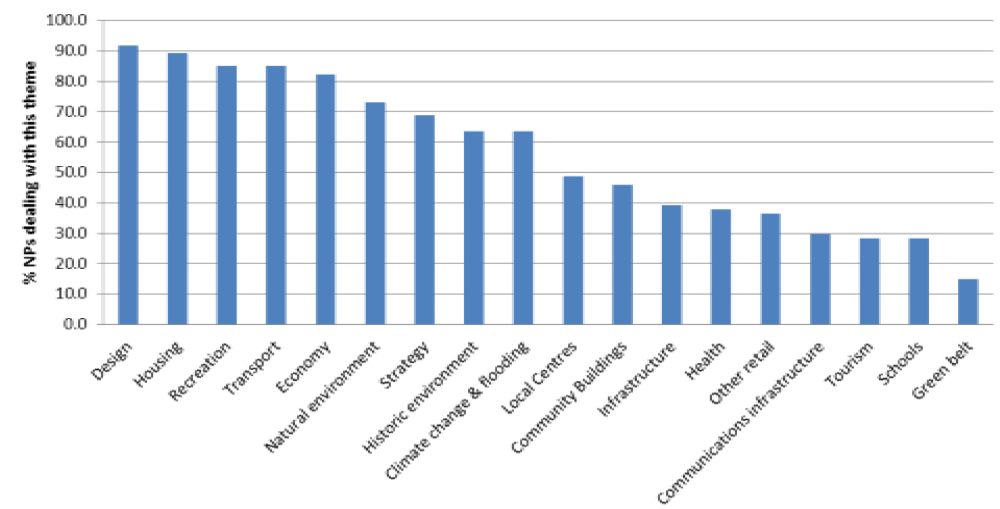 % NPs dealing with this theme
100.0
90.0
80.0
70.0
60.0
50.0
40.0
30.0
20.0
10.0
0.0
Design
Housing
Recreation
Transport
Economy
Natural environment
Strategy
Historic environment
Climate change & flooding
Local Centres
Community Buildings
Infrastructure
Health
Other retail
Communications infrastructure
Tourism
Schools
Green belt